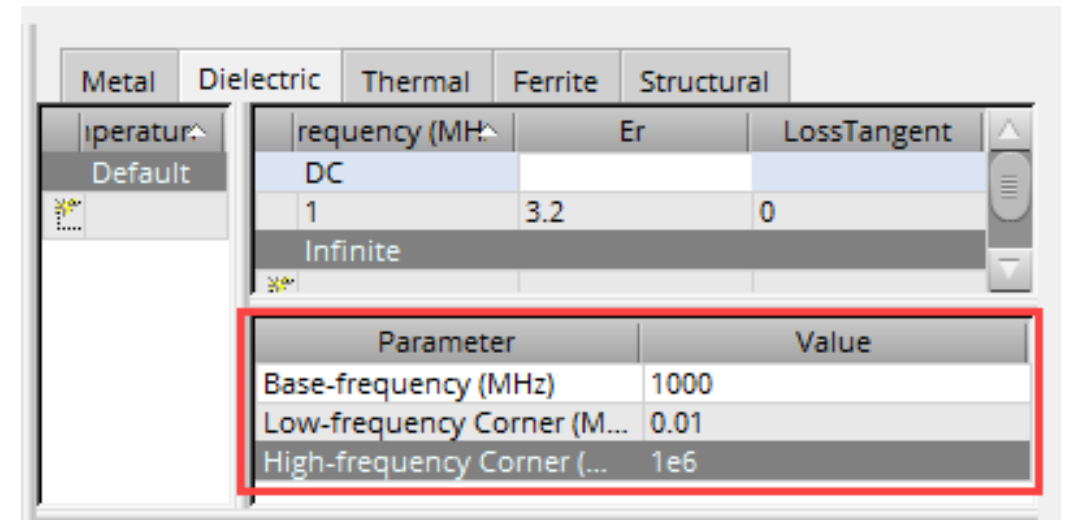 Metal Dielectric Thermal Ferrite Structural
iperatur requency (MH Er LossTangent
Default DC
1 3.2 0
Infinite
Parameter Value
Base-frequency (MHz) 1000
Low-frequency Corner (M... 0.01
High-frequency Corner (... 1e6